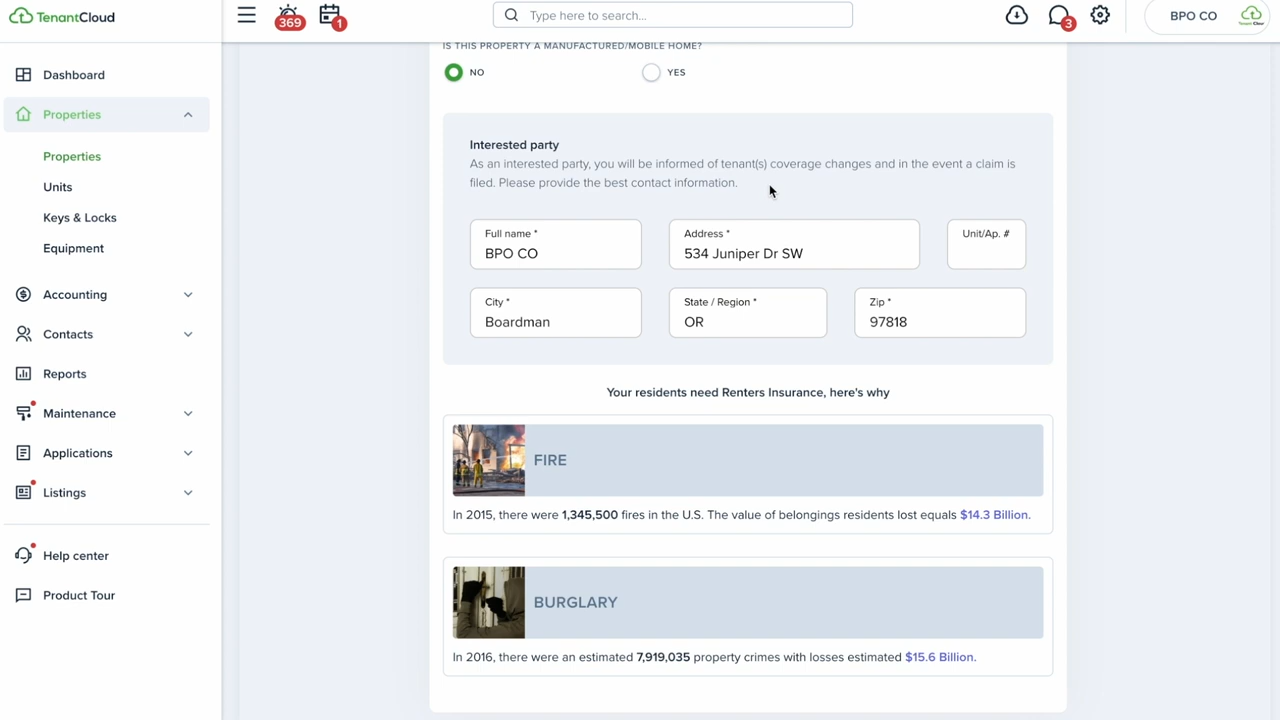 TenantCloud
369
1
Type here to search...
3
BPO CO
Dashboard
Properties
Properties
Units
Keys & Locks
Equipment
Accounting
Contacts
Reports
Maintenance
Applications
Listings
Help center
Product Tour
IS THIS PROPERTY A MANUFACTURED/MOBILE HOME?
NO
YES
Interested party
As an interested party, you will be informed of tenant(s) coverage changes and in the event a claim is
filed. Please provide the best contact information.
Full name *
BPO CO
Address *
534 Juniper Dr SW
Unit/Ap. #
City *
Boardman
State / Region *
OR
Zip *
97818
Your residents need Renters Insurance, here's why
FIRE
In 2015, there were 1,345,500 fires in the U.S. The value of belongings residents lost equals $14.3 Billion.
BURGLARY
In 2016, there were an estimated 7,919,035 property crimes with losses estimated $15.6 Billion.